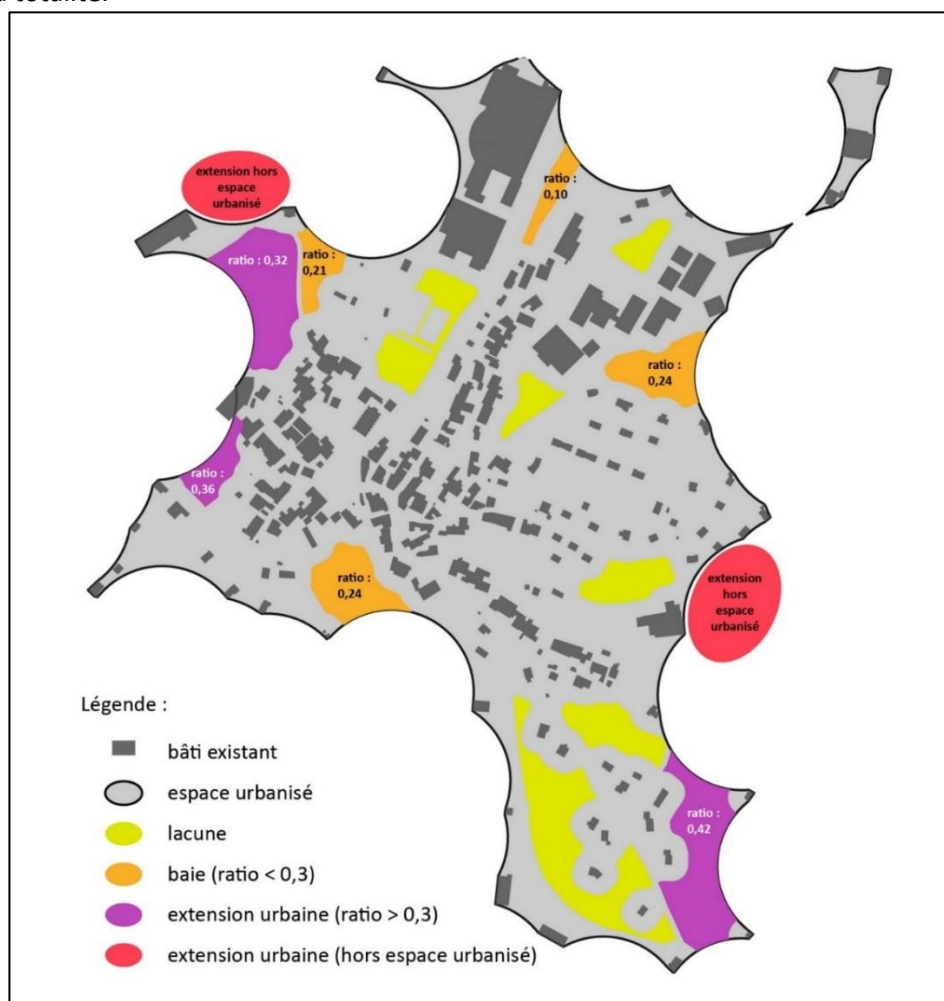 extension hors
espace
urbanisé
ratio :
0,10
ratio : 0,32
ratio :
0,21
ratio :
0,24
ratio :
0,36
ratio :
0,24
extension
hors
espace
urbanisé
ratio :
0,42
Légende :
bâti existant
espace urbanisé
lacune
baie (ratio < 0,3)
extension urbaine (ratio > 0,3)
extension urbaine (hors espace urbanisé)